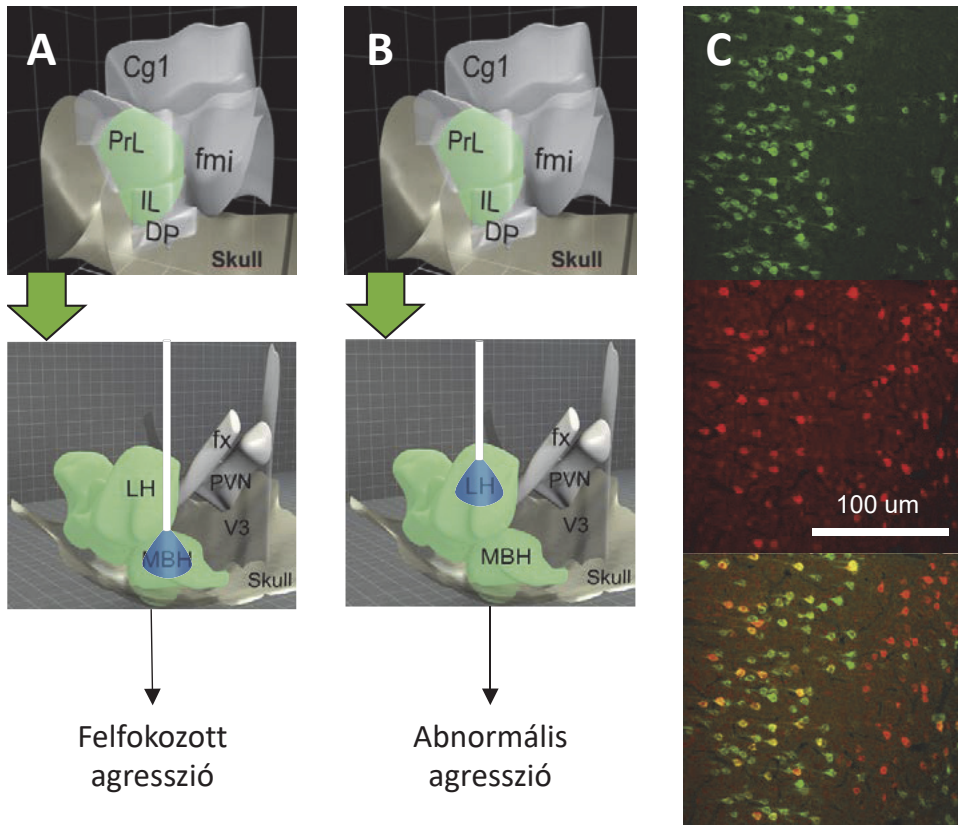 A
Cg1
PrL
fmi
IL
DP
Skull
LH
fx
PVN
V3
MBH
Skull
Felfokozott
agresszió
B
Cg1
PrL
fmi
IL
DP
Skull
LH
fx
PVN
V3
MBH
Skull
Abnormális
agresszió
C
100 um